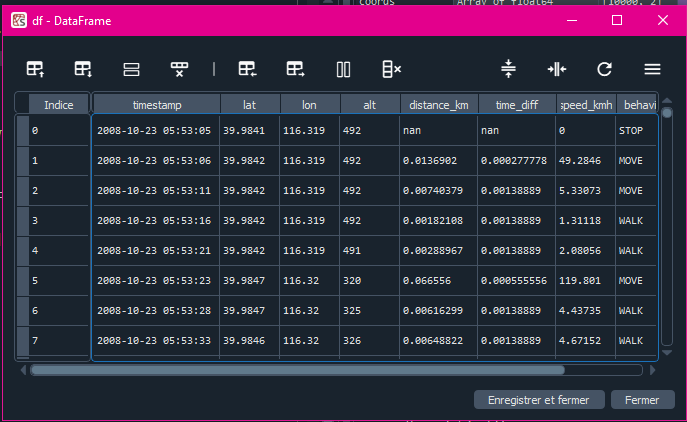 coords Array of float64 [10000, 2]
df - DataFrame
Indice timestamp lat lon alt distance_km time_diff peed_kmh behavi
0 2008-10-23 05:53:05 39.9841 116.319 492 nan nan 0 STOP
1 2008-10-23 05:53:06 39.9842 116.319 492 0.0136902 0.000277778 49.2846 MOVE
2 2008-10-23 05:53:11 39.9842 116.319 492 0.00740379 0.00138889 5.33073 MOVE
3 2008-10-23 05:53:16 39.9842 116.319 492 0.00182108 0.00138889 1.31118 WALK
4 2008-10-23 05:53:21 39.9842 116.319 491 0.00288967 0.00138889 2.08056 WALK
5 2008-10-23 05:53:23 39.9847 116.32 320 0.066556 0.000555556 119.801 MOVE
6 2008-10-23 05:53:28 39.9847 116.32 325 0.00616299 0.00138889 4.43735 WALK
7 2008-10-23 05:53:33 39.9846 116.32 326 0.00648822 0.00138889 4.67152 WALK
Enregistrer et fermer Fermer